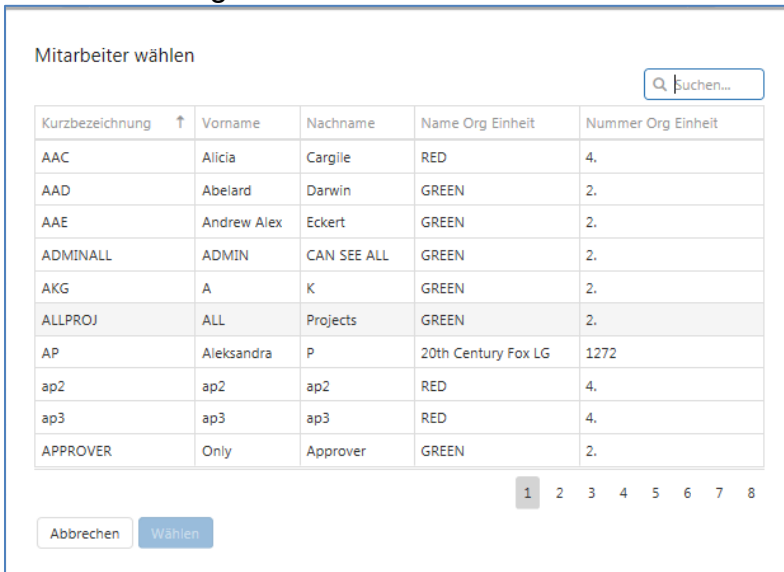 Mitarbeiter wählen
Suchen...
Kurzbezeichnung ↑ Vorname Nachname Name Org Einheit Nummer Org Einheit
AAC Alicia Cargile RED 4.
AAD Abelard Darwin GREEN 2.
AAE Andrew Alex Eckert GREEN 2.
ADMINALL ADMIN CAN SEE ALL GREEN 2.
AKG A K GREEN 2.
ALLPROJ ALL Projects GREEN 2.
AP Aleksandra P 20th Century Fox LG 1272
ap2 ap2 ap2 RED 4.
ap3 ap3 ap3 RED 4.
APPROVER Only Approver GREEN 2.
1 2 3 4 5 6 7 8
Abbrechen Wählen